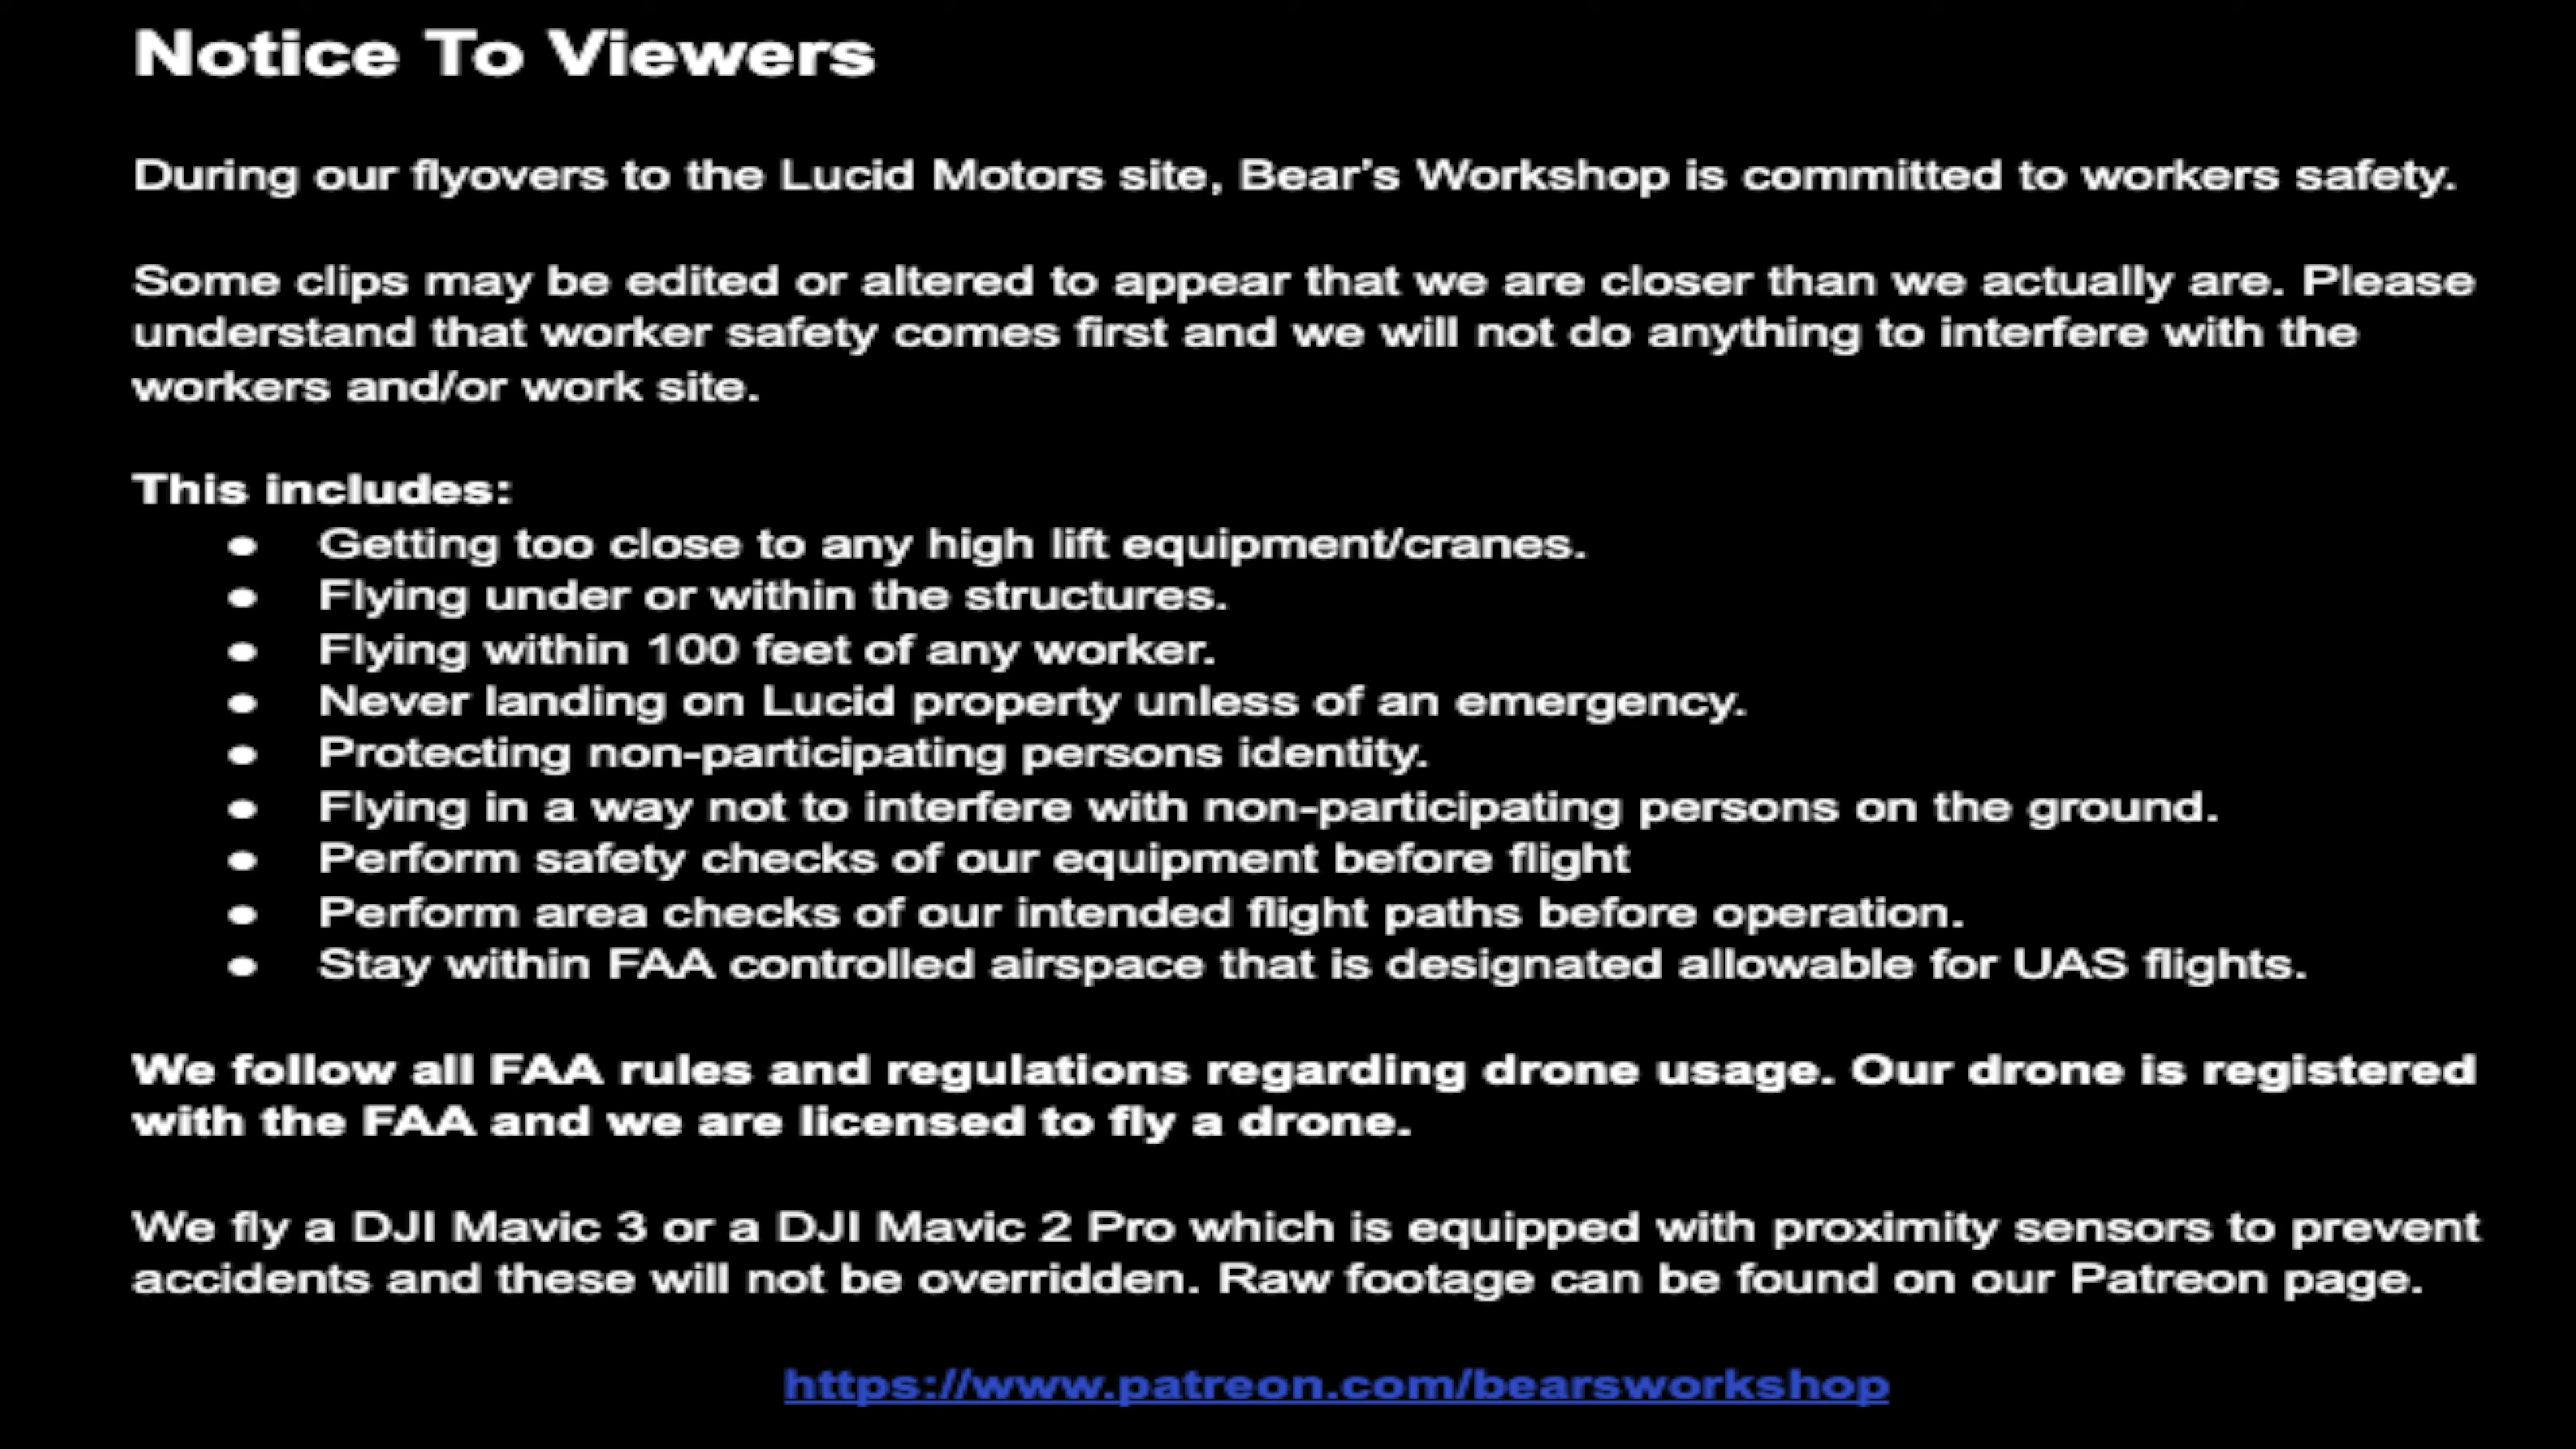 Notice To Viewers
During our flyovers to the Lucid Motors site, Bear's Workshop is committed to workers safety.
Some clips may be edited or altered to appear that we are closer than we actually are. Please
understand that worker safety comes first and we will not do anything to interfere with the
workers and/or work site.
This includes:
● Getting too close to any high lift equipment/cranes.
● Flying under or within the structures.
● Flying within 100 feet of any worker.
● Never landing on Lucid property unless of an emergency.
● Protecting non-participating persons identity.
● Flying in a way not to interfere with non-participating persons on the ground.
● Perform safety checks of our equipment before flight
● Perform area checks of our intended flight paths before operation.
● Stay within FAA controlled airspace that is designated allowable for UAS flights.
We follow all FAA rules and regulations regarding drone usage. Our drone is registered
with the FAA and we are licensed to fly a drone.
We fly a DJI Mavic 3 or a DJI Mavic 2 Pro which is equipped with proximity sensors to prevent
accidents and these will not be overridden. Raw footage can be found on our Patreon page.
https://www.patreon.com/bearsworkshop